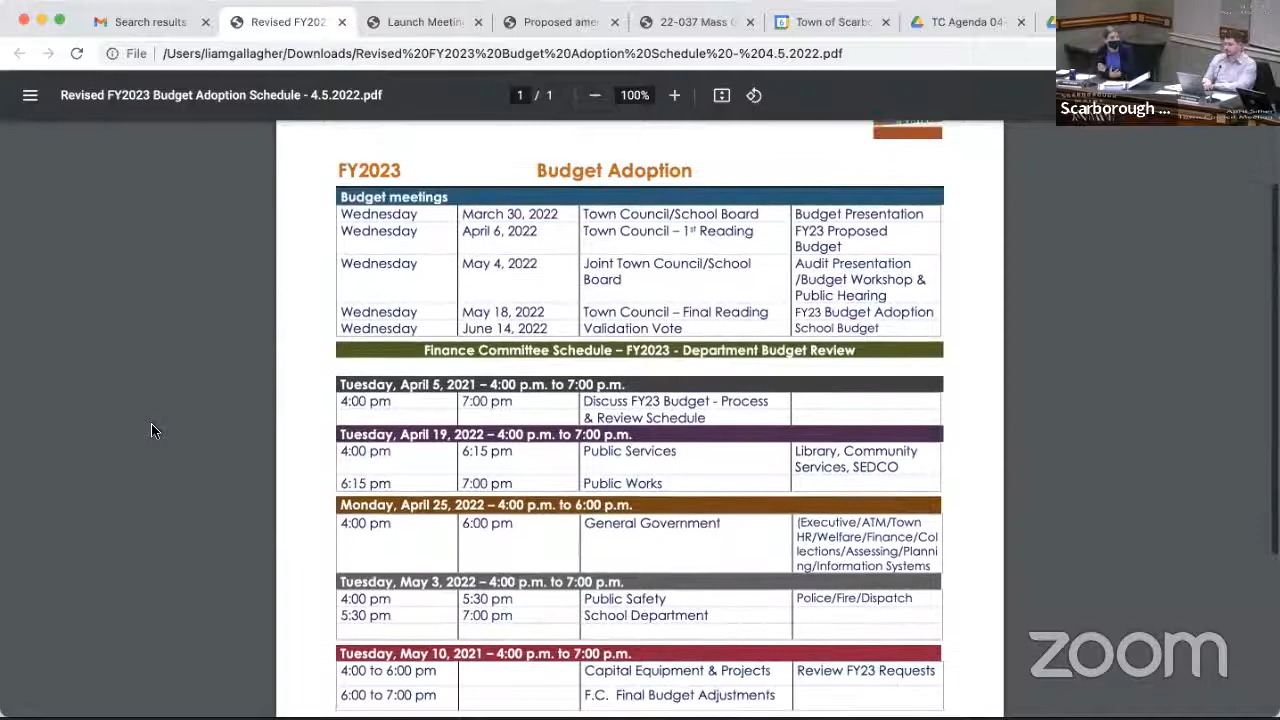 Search results
Revised FY202
Launch Meetin
Proposed ame
22-037 Mass G
Town of Scarb
TC Agenda 04-
File /Users/liamgallagher/Downloads/Revised%20FY2023%20Budget%20Adoption%20Schedule%20-%204.5.2022.pdf
Revised FY2023 Budget Adoption Schedule - 4.5.2022.pdf
1 / 1
100%
Scarborough ...
FY2023 Budget Adoption
Budget meetings
Wednesday March 30, 2022 Town Council/School Board Budget Presentation
Wednesday April 6, 2022 Town Council – 1st Reading FY23 Proposed
Budget
Wednesday May 4, 2022 Joint Town Council/School Audit Presentation
Board /Budget Workshop &
Public Hearing
Wednesday May 18, 2022 Town Council – Final Reading FY23 Budget Adoption
Wednesday June 14, 2022 Validation Vote School Budget
Finance Committee Schedule – FY2023 - Department Budget Review
Tuesday, April 5, 2021 – 4:00 p.m. to 7:00 p.m.
4:00 pm 7:00 pm Discuss FY23 Budget - Process
& Review Schedule
Tuesday, April 19, 2022 – 4:00 p.m. to 7:00 p.m.
4:00 pm 6:15 pm Public Services Library, Community
Services, SEDCO
6:15 pm 7:00 pm Public Works
Monday, April 25, 2022 – 4:00 p.m. to 6:00 p.m.
4:00 pm 6:00 pm General Government (Executive/ATM/Town
HR/Welfare/Finance/Col
lections/Assessing/Planni
ng/Information Systems
Tuesday, May 3, 2022 – 4:00 p.m. to 7:00 p.m.
4:00 pm 5:30 pm Public Safety Police/Fire/Dispatch
5:30 pm 7:00 pm School Department
Tuesday, May 10, 2021 – 4:00 p.m. to 7:00 p.m.
4:00 to 6:00 pm Capital Equipment & Projects Review FY23 Requests
6:00 to 7:00 pm F.C. Final Budget Adjustments
zoom